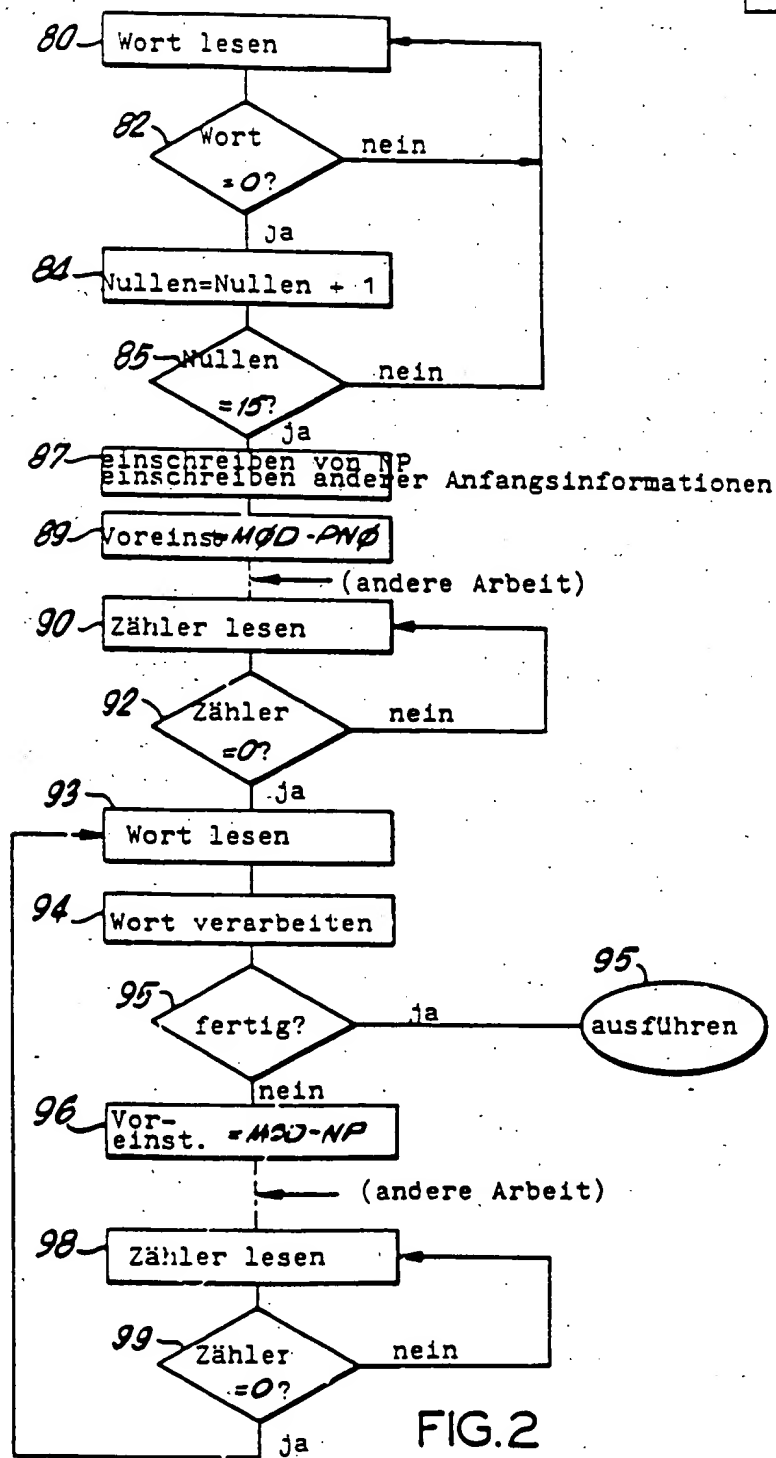 80
Wort lesen
82
Wort
=0?
nein
ja
84
Nullen=Nullen + 1
85
Nullen
=15?
nein
ja
87
einschreiben von NP
einschreiben anderer Anfangsinformationen
89
Voreinst=MØD-PNØ
(andere Arbeit)
90
Zähler lesen
92
Zähler
=0?
nein
ja
93
Wort lesen
94
Wort verarbeiten
95
fertig?
ja
95
ausführen
nein
96
Vor-
einst. =MOD-NP
(andere Arbeit)
98
Zähler lesen
99
Zähler
=0?
nein
ja
FIG.2